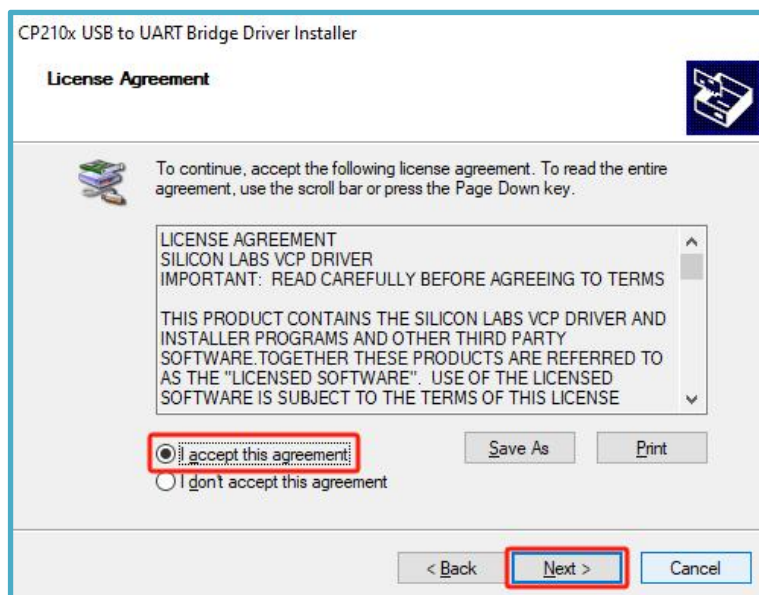 CP210x USB to UART Bridge Driver Installer
License Agreement
To continue, accept the following license agreement. To read the entire
agreement, use the scroll bar or press the Page Down key.
LICENSE AGREEMENT
SILICON LABS VCP DRIVER
IMPORTANT:  READ CAREFULLY BEFORE AGREEING TO TERMS
THIS PRODUCT CONTAINS THE SILICON LABS VCP DRIVER AND
INSTALLER PROGRAMS AND OTHER THIRD PARTY
SOFTWARE.TOGETHER THESE PRODUCTS ARE REFERRED TO
AS THE "LICENSED SOFTWARE".  USE OF THE LICENSED
SOFTWARE IS SUBJECT TO THE TERMS OF THIS LICENSE
I accept this agreement
Save As
Print
I don't accept this agreement
< Back
Next >
Cancel